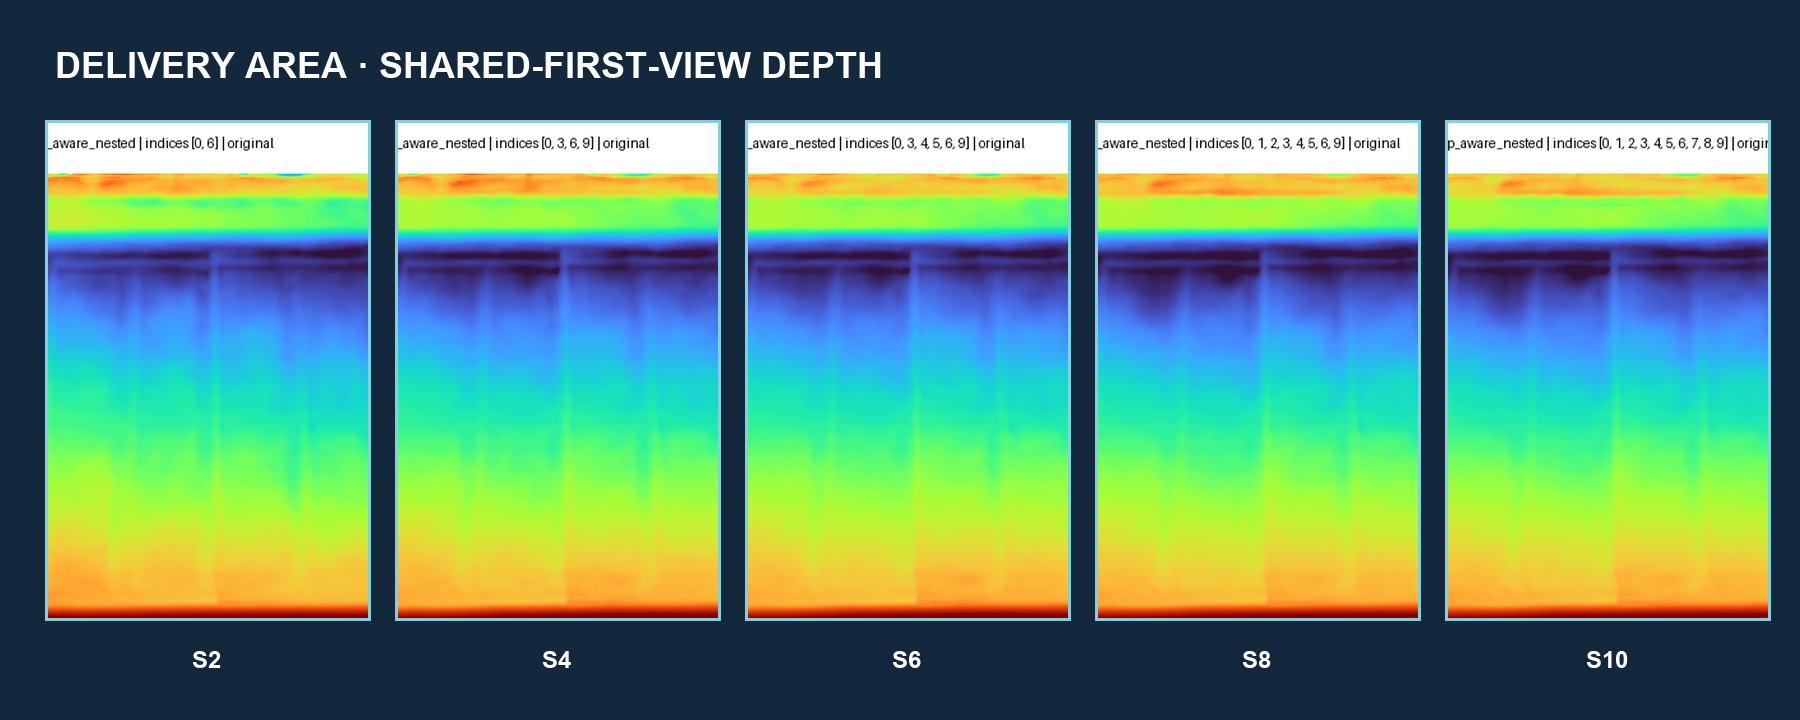 DELIVERY AREA · SHARED-FIRST-VIEW DEPTH
_aware_nested | indices [0, 6] | original
_aware_nested | indices [0, 3, 6, 9] | original
_aware_nested | indices [0, 3, 4, 5, 6, 9] | original
_aware_nested | indices [0, 1, 2, 3, 4, 5, 6, 9] | original
p_aware_nested | indices [0, 1, 2, 3, 4, 5, 6, 7, 8, 9] | origin
S2
S4
S6
S8
S10